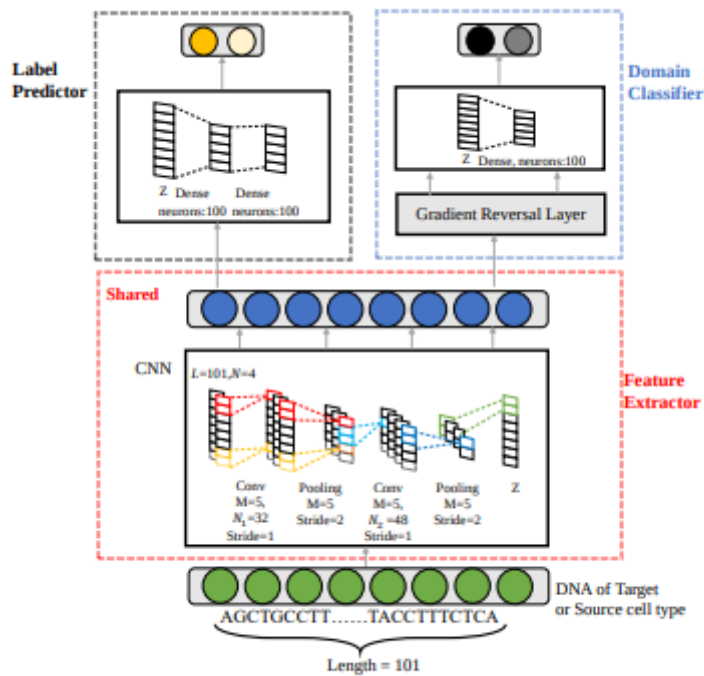 Label
Predictor
Domain
Classifier
Z
Dense
Dense
neurons:100
neurons:100
Z
Dense, neurons:100
Gradient Reversal Layer
Shared
CNN
L=101,N=4
Feature
Extractor
Conv
M=5,
N₁=32
Stride=1
Pooling
M=5
Stride=2
Conv
M=5,
N₂=48
Stride=1
Pooling
M=5
Stride=2
Z
DNA of Target
or Source cell type
AGCTGCCTT.......TACCTTTCTCA
Length = 101